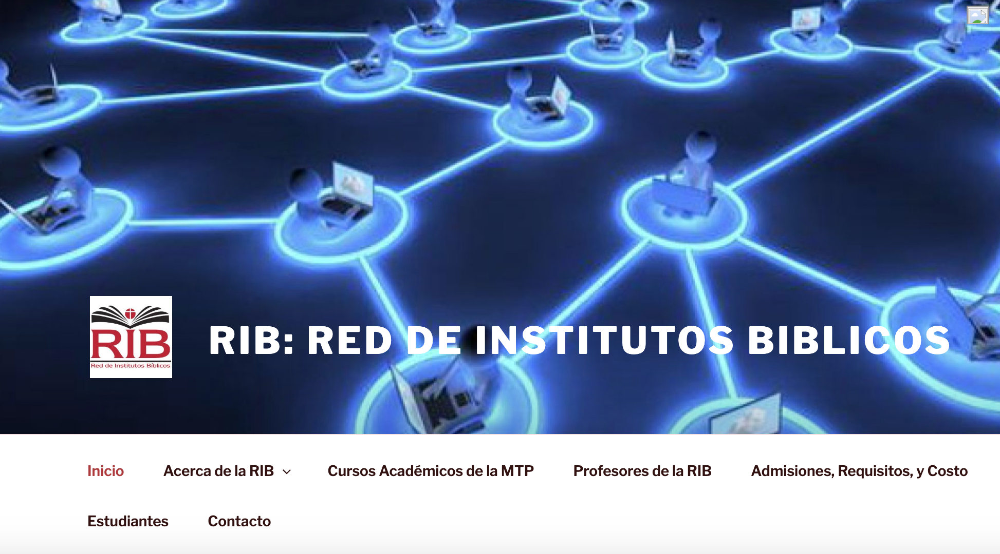 RIB
Red de Institutos Bíblicos
RIB: RED DE INSTITUTOS BIBLICOS
Inicio Acerca de la RIB Cursos Académicos de la MTP Profesores de la RIB Admisiones, Requisitos, y Costo
Estudiantes Contacto